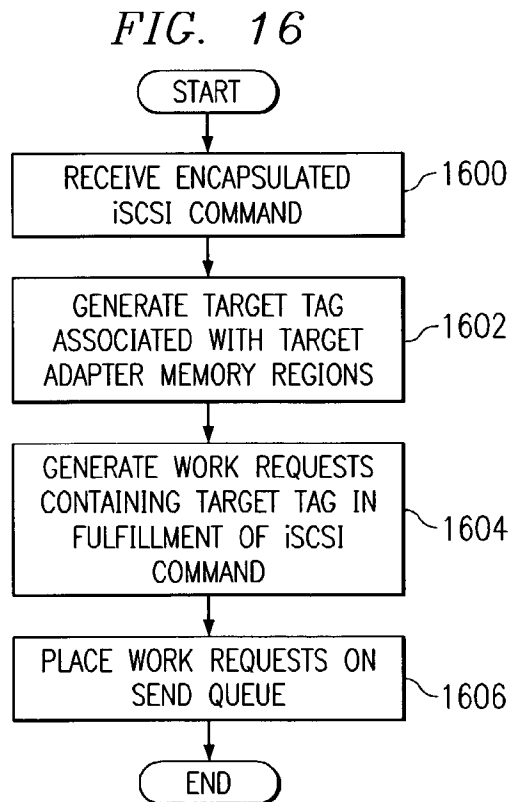 FIG. 16
START
RECEIVE ENCAPSULATED
iSCSI COMMAND
1600
GENERATE TARGET TAG
ASSOCIATED WITH TARGET
ADAPTER MEMORY REGIONS
1602
GENERATE WORK REQUESTS
CONTAINING TARGET TAG IN
FULFILLMENT OF iSCSI
COMMAND
1604
PLACE WORK REQUESTS ON
SEND QUEUE
1606
END